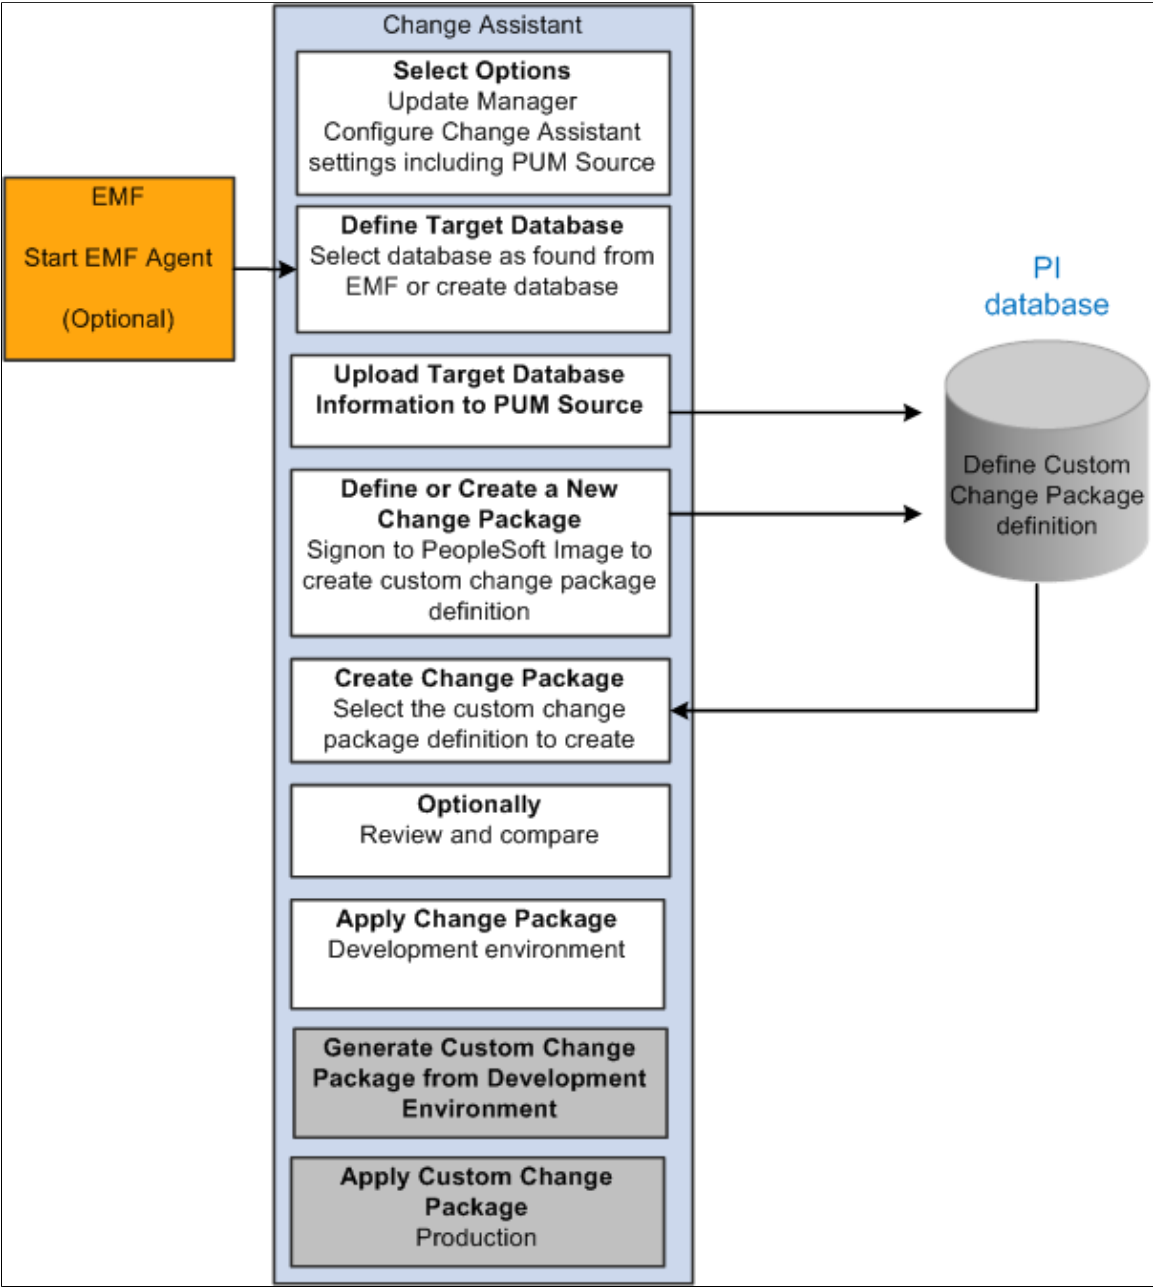 Change Assistant
Select Options
Update Manager
Configure Change Assistant
settings including PUM Source
EMF
Start EMF Agent
(Optional)
Define Target Database
Select database as found from
EMF or create database
PI
database
Upload Target Database
Information to PUM Source
Define Custom
Change Package
definition
Define or Create a New
Change Package
Signon to PeopleSoft Image to
create custom change package
definition
Create Change Package
Select the custom change
package definition to create
Optionally
Review and compare
Apply Change Package
Development environment
Generate Custom Change
Package from Development
Environment
Apply Custom Change
Package
Production